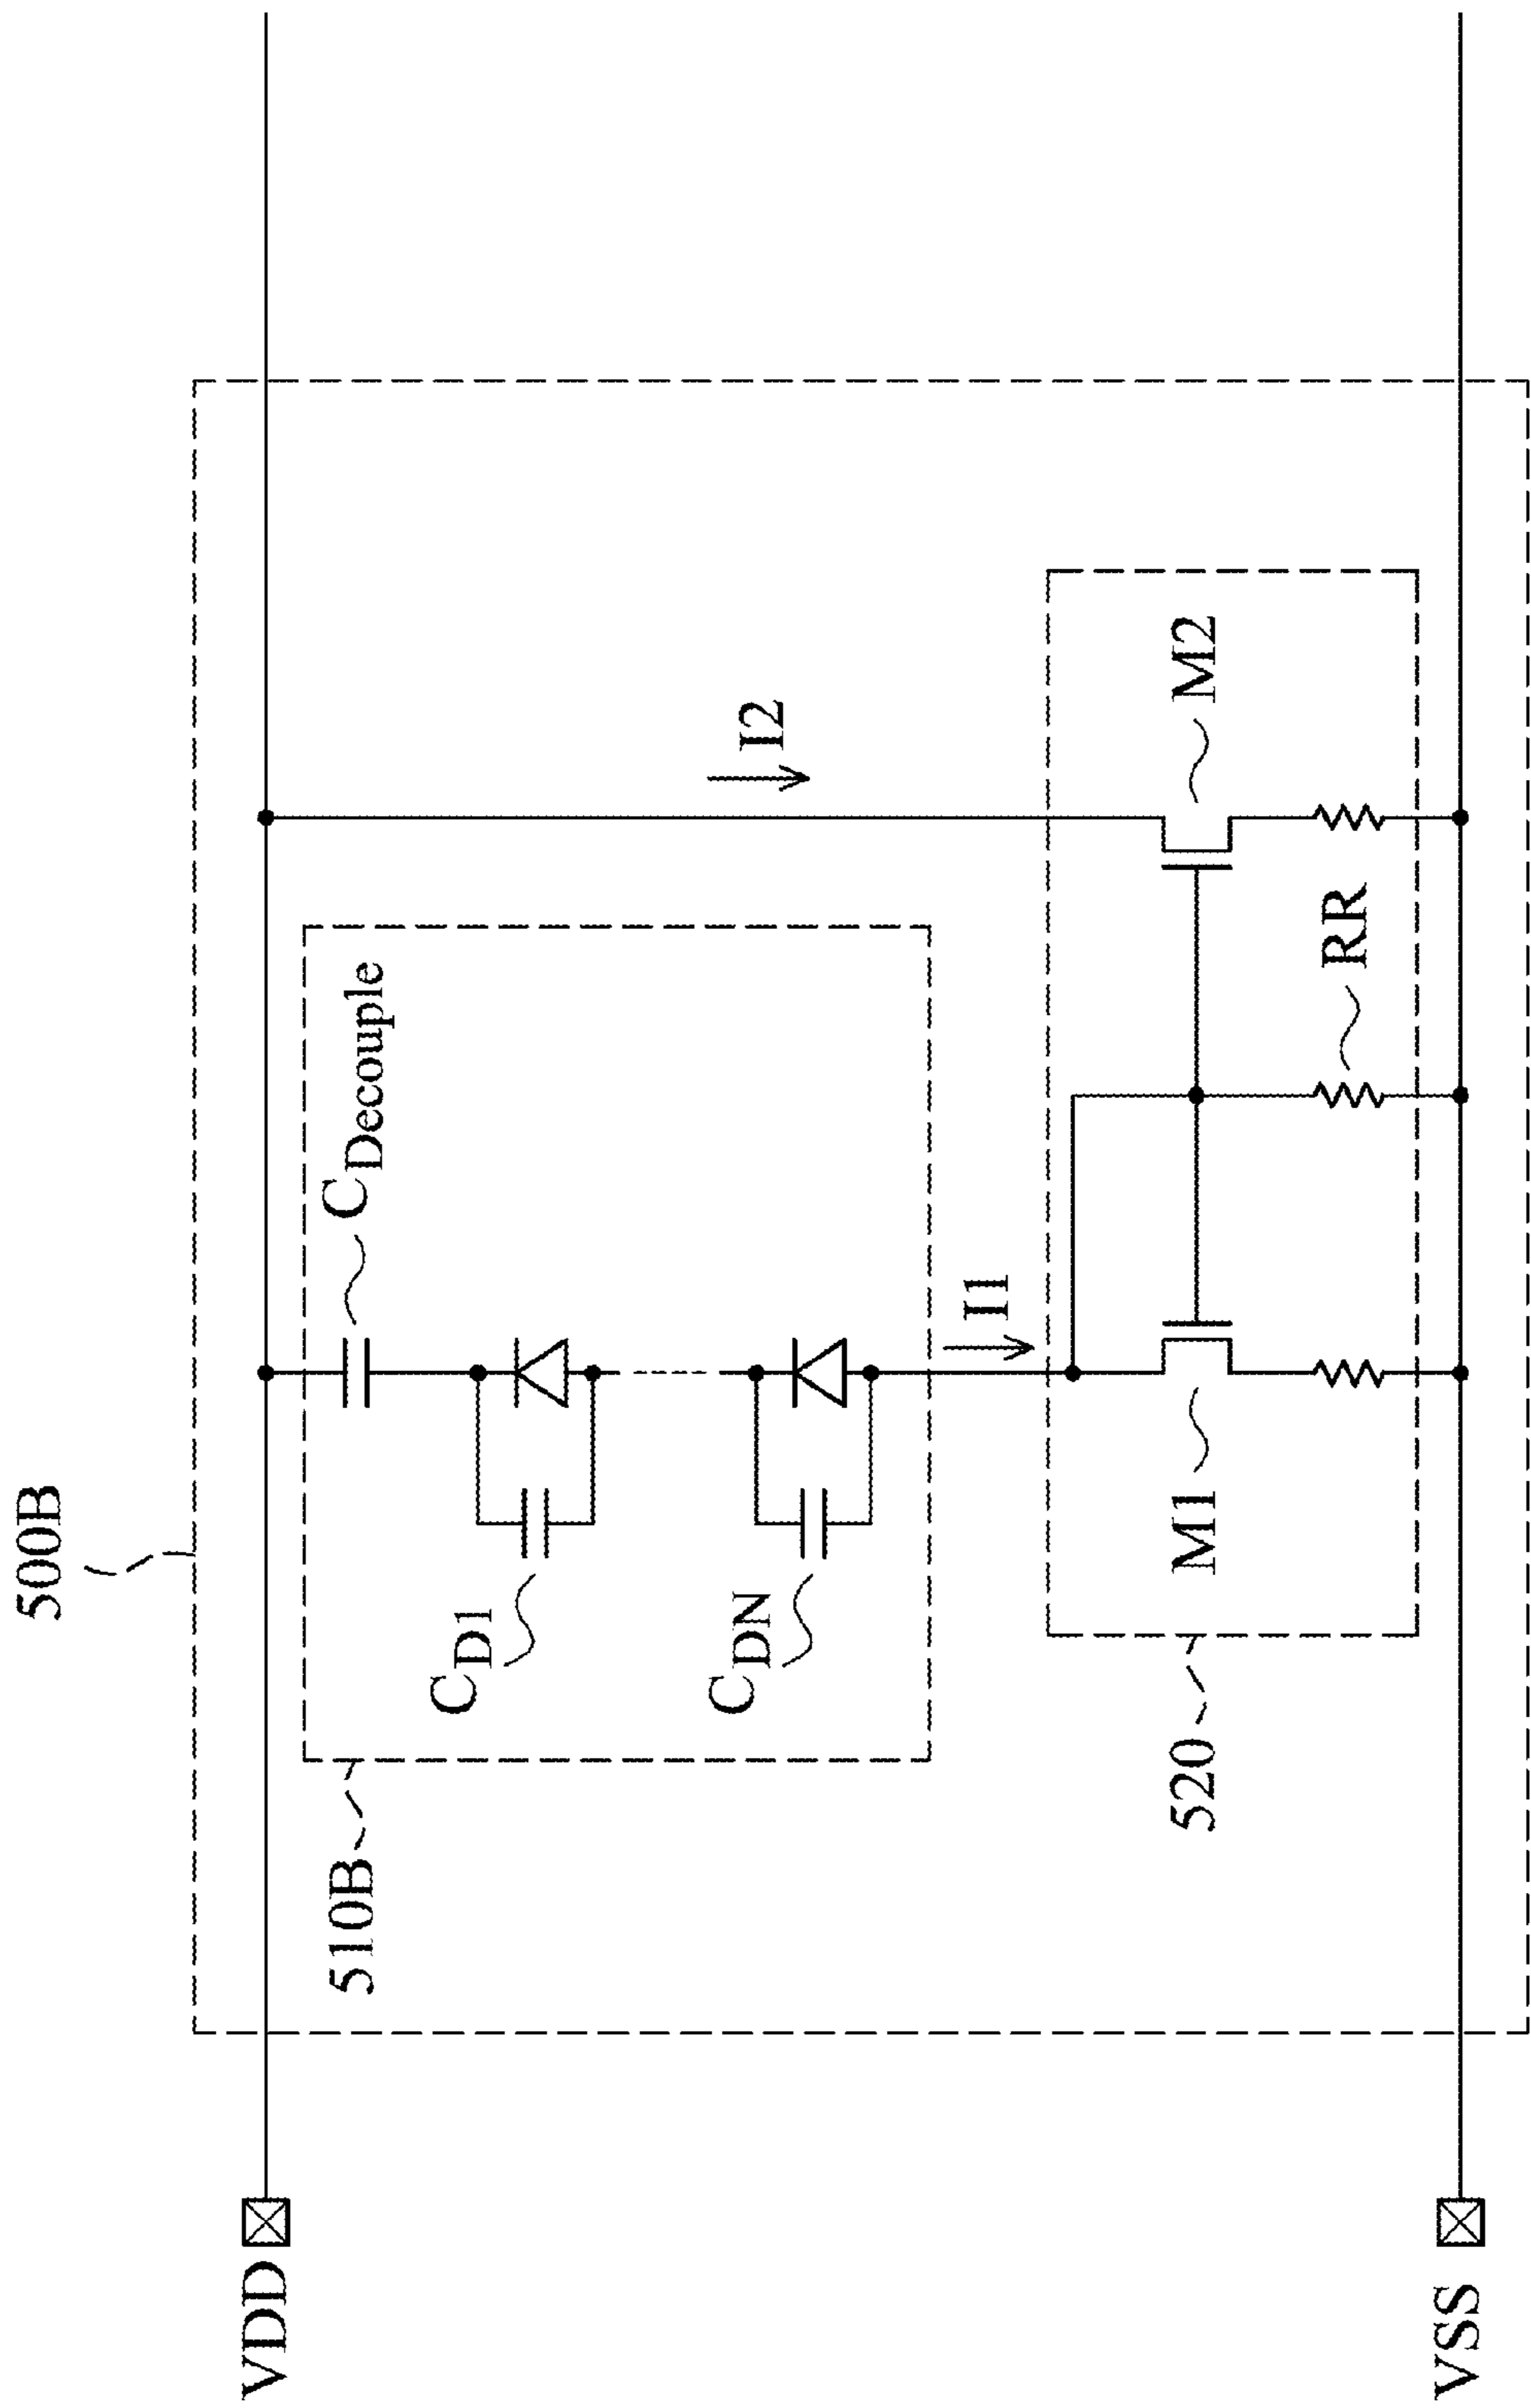 500B
VDD
510B
C_Decouple
C_D1
C_DN
I1
I2
520
M1
M2
RR
VSS